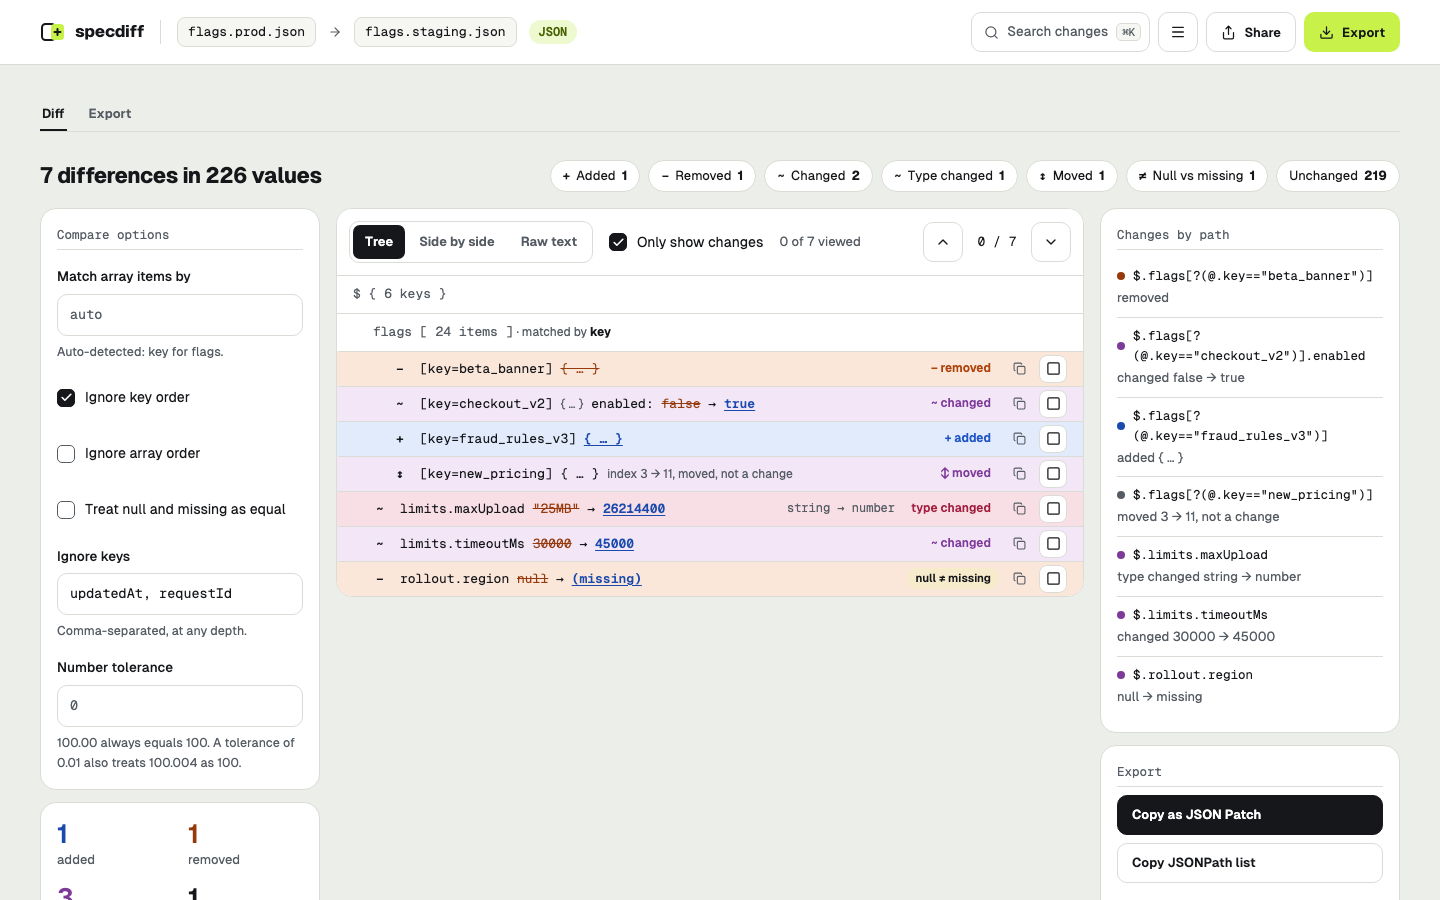 specdiff
flags.prod.json → flags.staging.json JSON
Search changes ⌘K
Share
Export
Diff
Export
7 differences in 226 values
+ Added 1
− Removed 1
~ Changed 2
~ Type changed 1
↕ Moved 1
≠ Null vs missing 1
Unchanged 219
Compare options
Match array items by
auto
Auto-detected: key for flags.
Ignore key order
Ignore array order
Treat null and missing as equal
Ignore keys
updatedAt, requestId
Comma-separated, at any depth.
Number tolerance
0
100.00 always equals 100. A tolerance of
0.01 also treats 100.004 as 100.
1
added
1
removed
3
1
Tree
Side by side
Raw text
Only show changes
0 of 7 viewed
0 / 7
$ { 6 keys }
flags [ 24 items ] · matched by key
− [key=beta_banner] { … } − removed
~ [key=checkout_v2] {…} enabled: false → true ~ changed
+ [key=fraud_rules_v3] { … } + added
↕ [key=new_pricing] { … } index 3 → 11, moved, not a change ↕ moved
~ limits.maxUpload "25MB" → 26214400 string → number type changed
~ limits.timeoutMs 30000 → 45000 ~ changed
− rollout.region null → (missing) null ≠ missing
Changes by path
$.flags[?(@.key=="beta_banner")]
removed
$.flags[?
(@.key=="checkout_v2")].enabled
changed false → true
$.flags[?
(@.key=="fraud_rules_v3")]
added {…}
$.flags[?(@.key=="new_pricing")]
moved 3 → 11, not a change
$.limits.maxUpload
type changed string → number
$.limits.timeoutMs
changed 30000 → 45000
$.rollout.region
null → missing
Export
Copy as JSON Patch
Copy JSONPath list